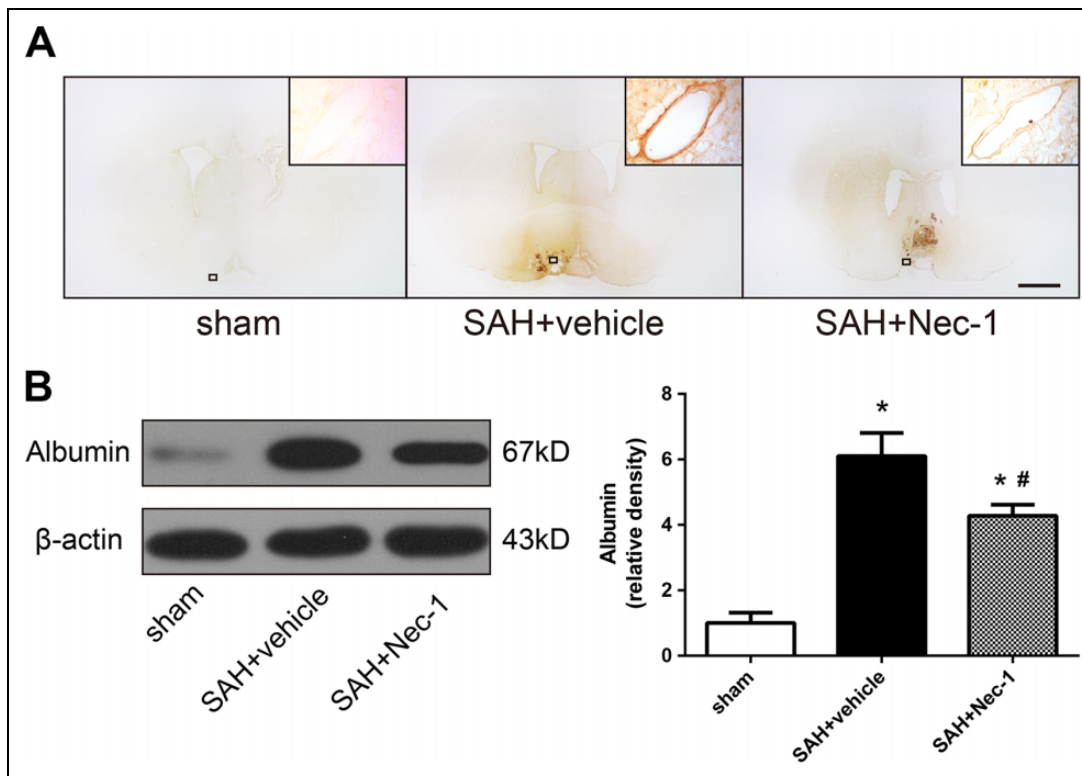 A
sham
SAH+vehicle
SAH+Nec-1
B
Albumin
67kD
β-actin
43kD
sham
SAH+vehicle
SAH+Nec-1
Albumin
(relative density)
8
6
4
2
0
*
* #
sham
SAH+vehicle
SAH+Nec-1